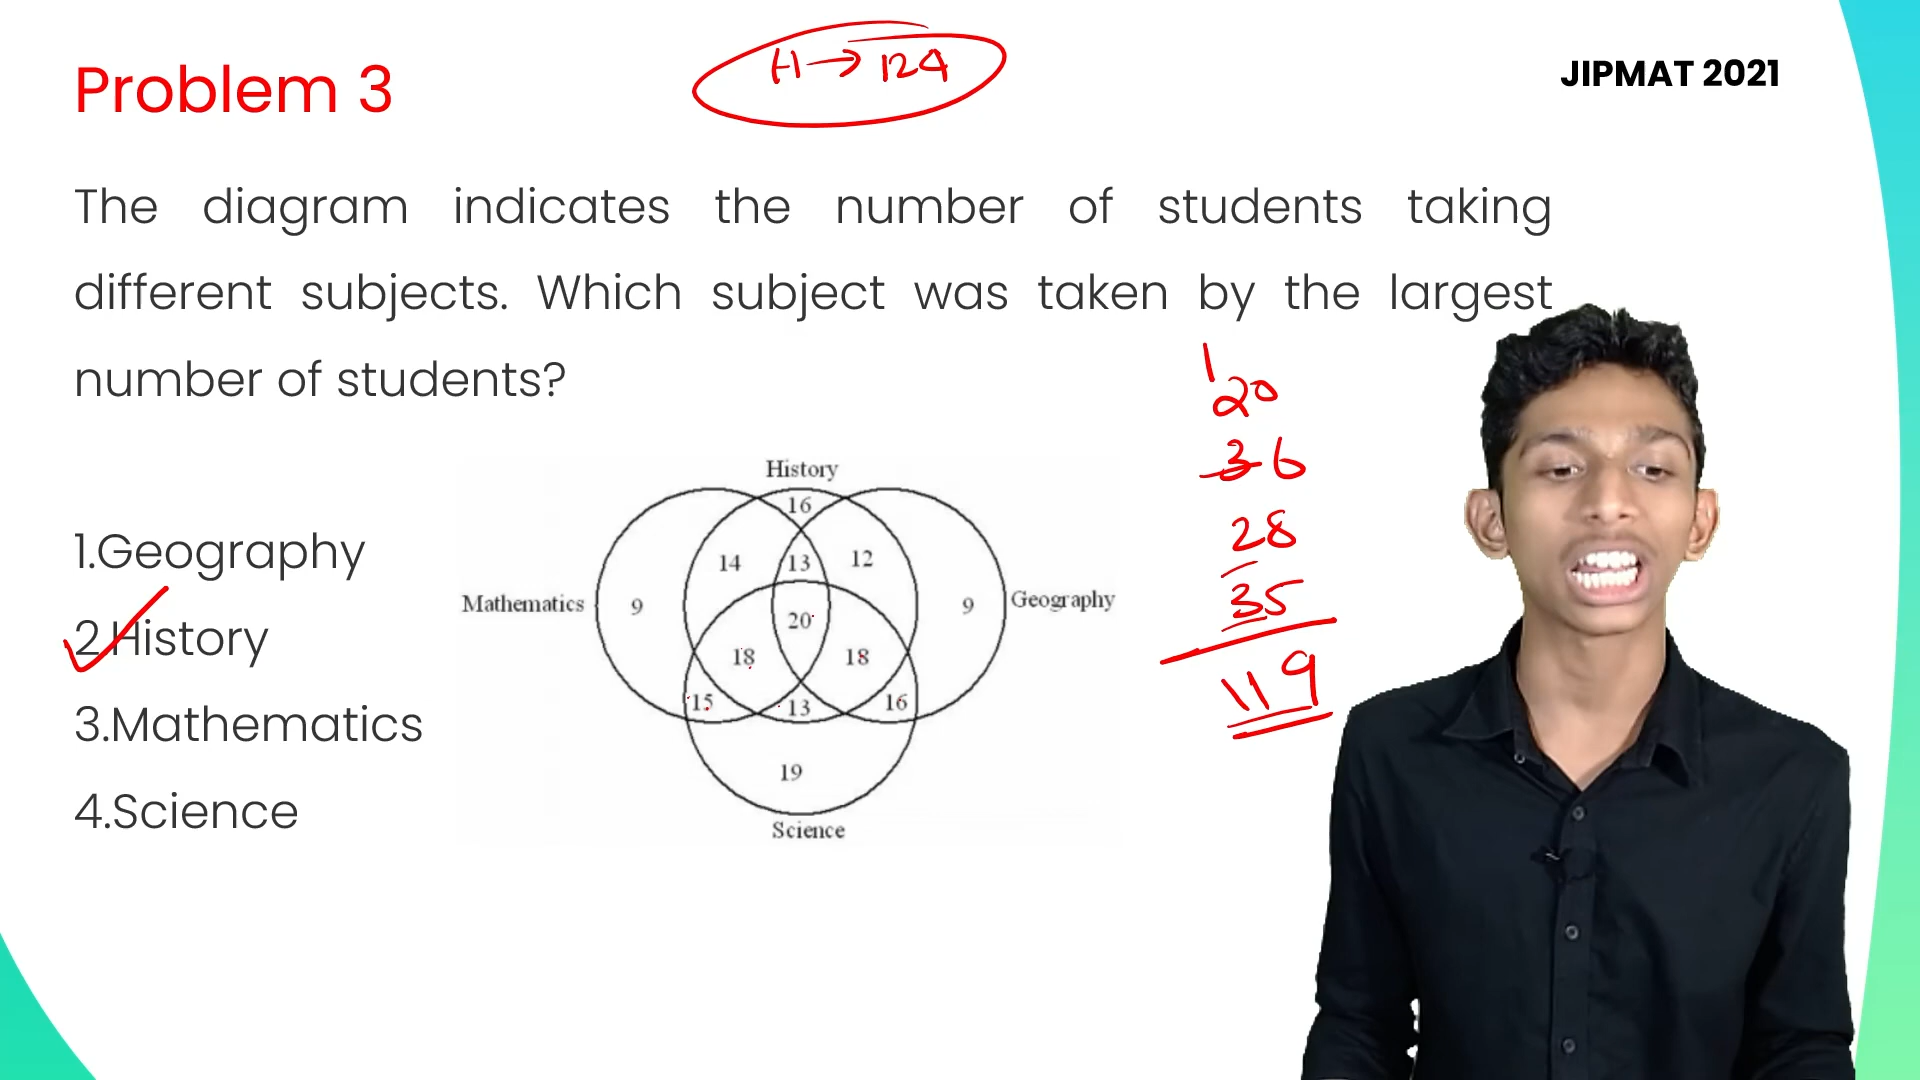 H → 124
Problem 3
JIPMAT 2021
The diagram indicates the number of students taking
different subjects. Which subject was taken by the largest
number of students?
1
20
36
28
35
119
1.Geography
2.History
3.Mathematics
4.Science
History
16
14 13 12
Mathematics 9 20 9 Geography
18 18
15 13 16
19
Science